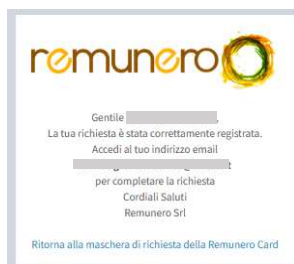 remunero
Gentile ,
La tua richiesta è stata correttamente registrata.
Accedi al tuo indirizzo email
per completare la richiesta
Cordiali Saluti
Remunero Srl
Ritorna alla maschera di richiesta della Remunero Card